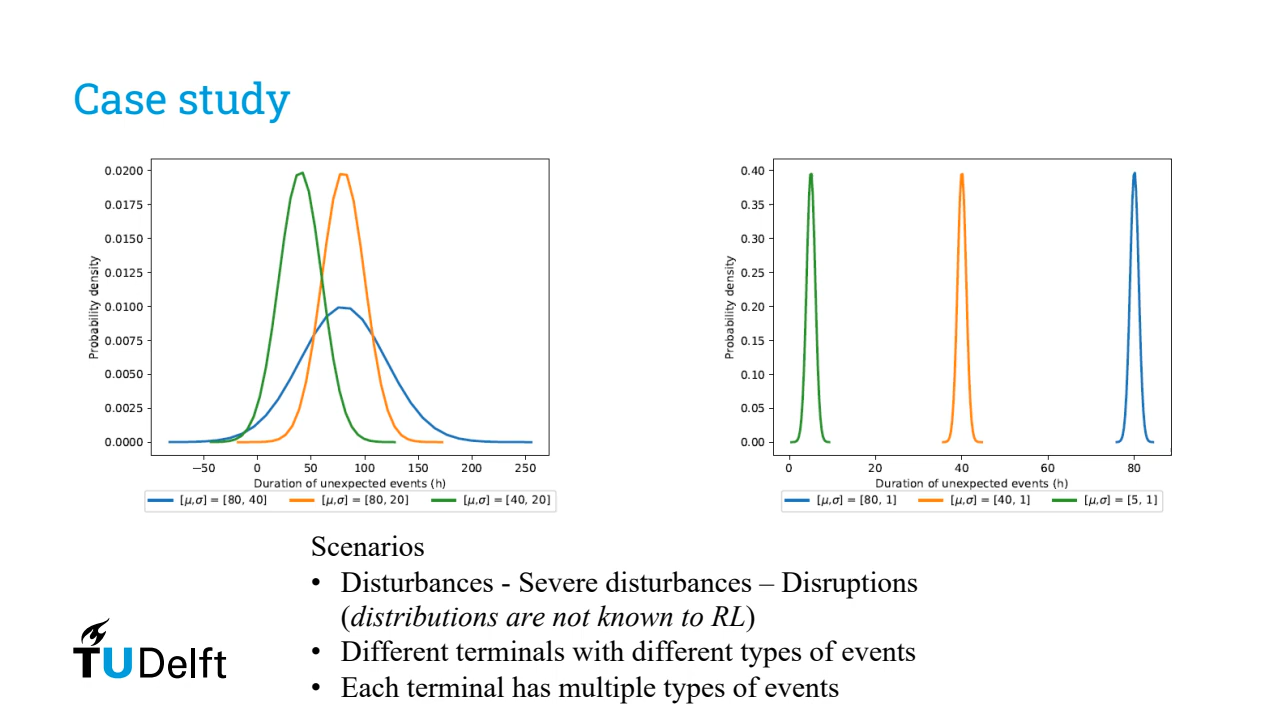 Case study
0.0200
0.0175
0.0150
0.0125
0.0100
0.0075
0.0050
0.0025
0.0000
Probability density
−50 0 50 100 150 200 250
Duration of unexpected events (h)
[μ,σ] = [80, 40] [μ,σ] = [80, 20] [μ,σ] = [40, 20]
0.40
0.35
0.30
0.25
0.20
0.15
0.10
0.05
0.00
Probability density
0 20 40 60 80
Duration of unexpected events (h)
[μ,σ] = [80, 1] [μ,σ] = [40, 1] [μ,σ] = [5, 1]
Scenarios
• Disturbances - Severe disturbances – Disruptions
(distributions are not known to RL)
• Different terminals with different types of events
• Each terminal has multiple types of events
TUDelft